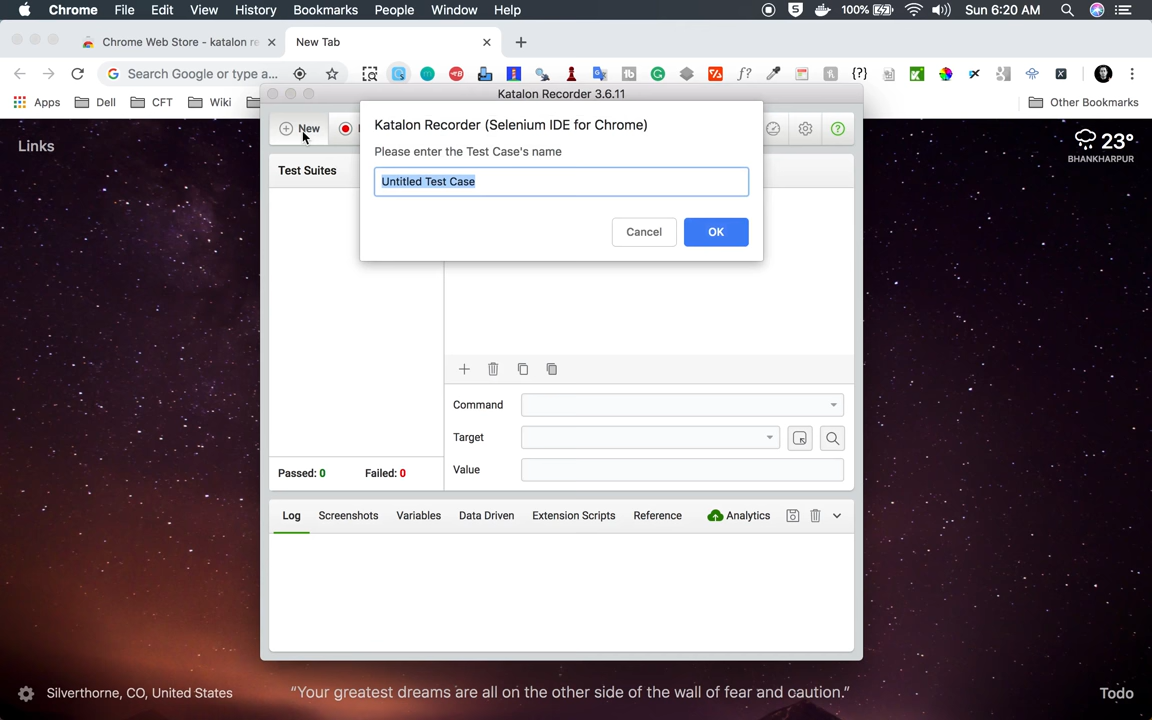 Chrome File Edit View History Bookmarks People Window Help 100% Sun 6:20 AM
Chrome Web Store - katalon re New Tab
Search Google or type a...
Apps Dell CFT Wiki Other Bookmarks
Katalon Recorder 3.6.11
Links
New
Katalon Recorder (Selenium IDE for Chrome)
Please enter the Test Case's name
Untitled Test Case
Cancel OK
23°
BHANKHARPUR
Test Suites
Command
Target
Value
Passed: 0 Failed: 0
Log Screenshots Variables Data Driven Extension Scripts Reference Analytics
Silverthorne, CO, United States
“Your greatest dreams are all on the other side of the wall of fear and caution.”
Todo